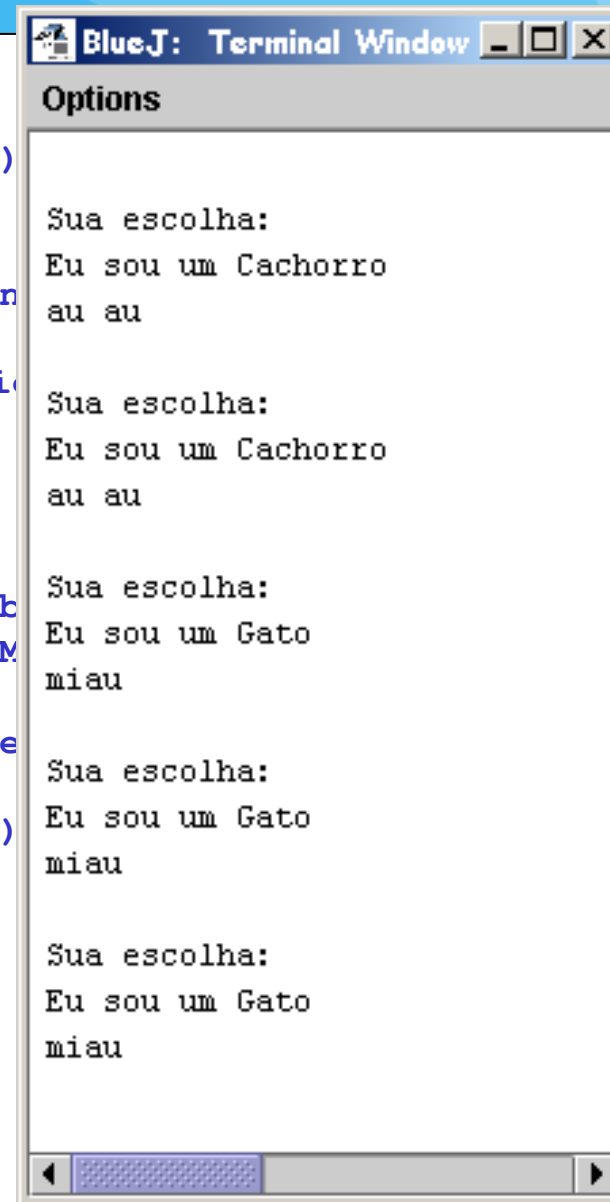 BlueJ: Terminal Window
Options
Sua escolha:
Eu sou um Cachorro
au au
Sua escolha:
Eu sou um Cachorro
au au
Sua escolha:
Eu sou um Gato
miau
Sua escolha:
Eu sou um Gato
miau
Sua escolha:
Eu sou um Gato
miau